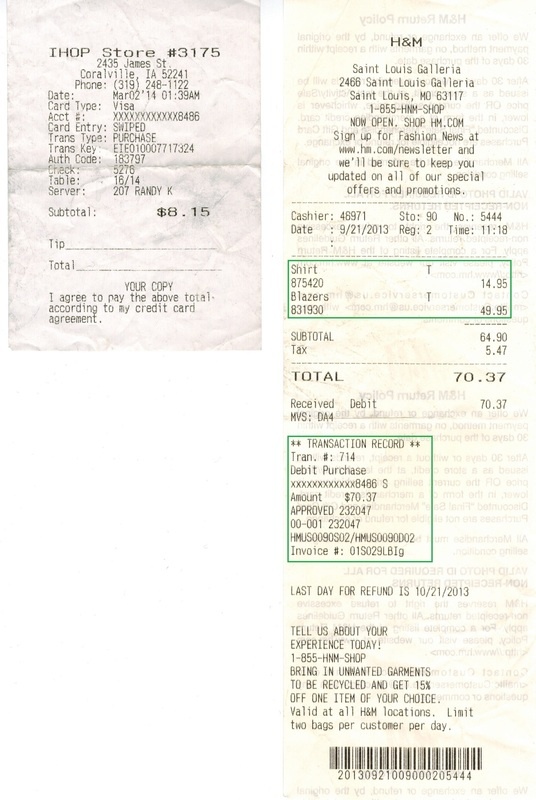 IHOP Store #3175
2435 James St.
Coralville, IA 52241
Phone: (319) 248-1122
Date: Mar02'14 01:39AM
Card Type: Visa
Acct #: XXXXXXXXXXXX8486
Card Entry: SWIPED
Trans Type: PURCHASE
Trans Key: EIE010007717324
Auth Code: 183797
Check: 5276
Table: 16/14
Server: 207 RANDY K
Subtotal: $8.15
Tip
Total
YOUR COPY
I agree to pay the above total
according to my credit card
agreement.
H&M
Saint Louis Galleria
2466 Saint Louis Galleria
Saint Louis, MO 63117
1-855-HNM-SHOP
NOW OPEN. SHOP HM.COM
Sign up for Fashion News at
www.hm.com/newsletter and
we'll be sure to keep you
updated on all of our special
offers and promotions.
Cashier: 46971 Sto: 90 No.: 5444
Date : 9/21/2013 Reg: 2 Time: 11:18
:
Shirt T
875420 14.95
Blazers T
831930 49.95
SUBTOTAL 64.90
Tax 5.47
TOTAL 70.37
Received Debit 70.37
MVS: DA4
** TRANSACTION RECORD **
Tran. #: 714
Debit Purchase
xxxxxxxxxxxx8486 S
Amount $70.37
APPROVED 232047
00-001 232047
HMUS0090S02/HMUS0090D02
Invoice #: 01S029LBIg
LAST DAY FOR REFUND IS 10/21/2013
TELL US ABOUT YOUR
EXPERIENCE TODAY!
1-855-HNM-SHOP
BRING IN UNWANTED GARMENTS
TO BE RECYCLED AND GET 15%
OFF ONE ITEM OF YOUR CHOICE.
Valid at all H&M locations. Limit
two bags per customer per day.
20130921009000205444